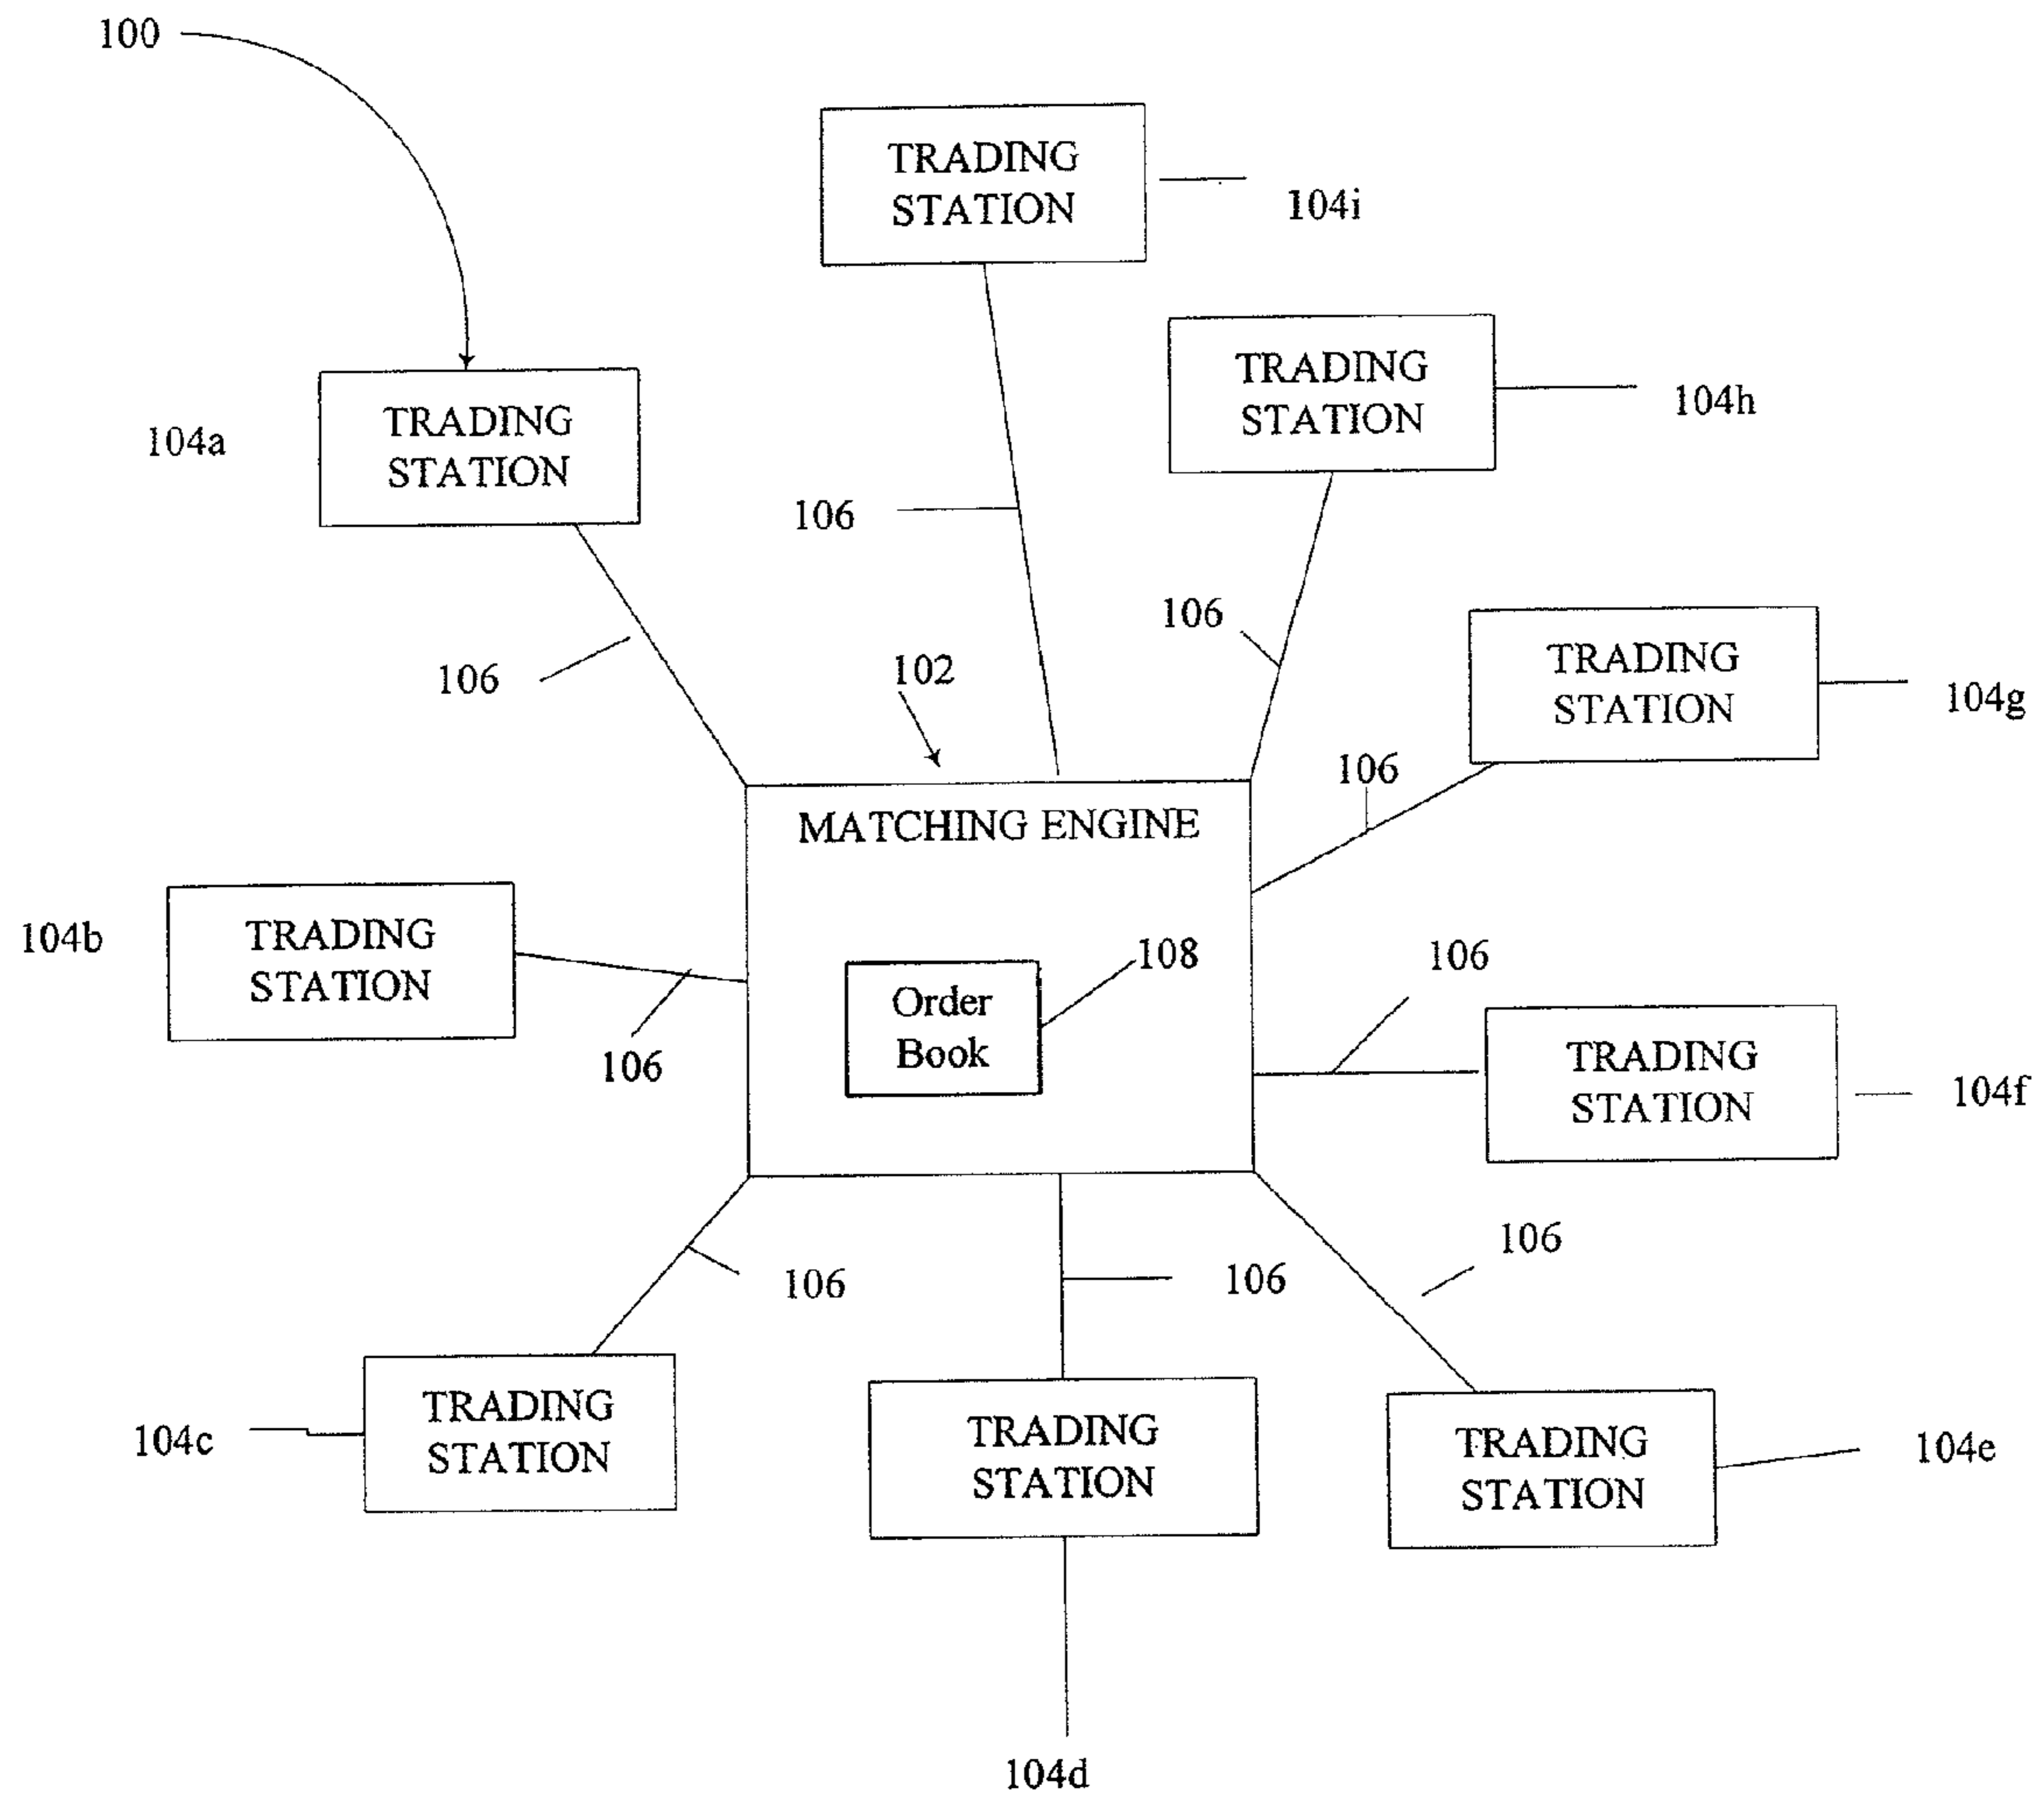 100
TRADING
STATION
104i
TRADING
STATION
104h
TRADING
STATION
104a
106
106
TRADING
STATION
104g
106
102
106
MATCHING ENGINE
104b
TRADING
STATION
108
106
Order
Book
106
TRADING
STATION
104f
106
106
106
TRADING
STATION
104c
TRADING
STATION
TRADING
STATION
104e
104d